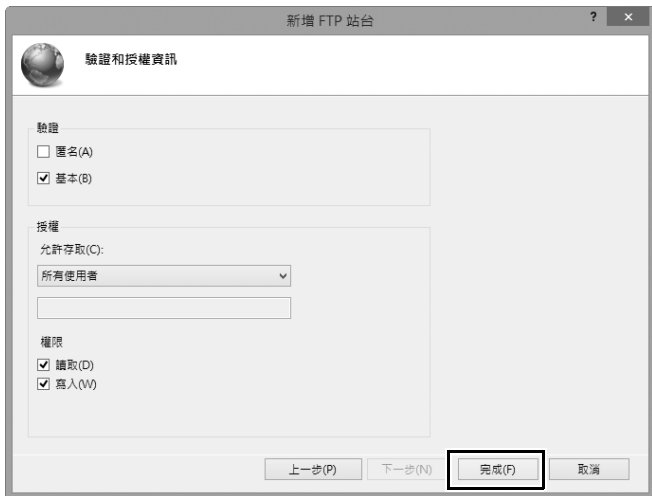 新增 FTP 站台
? ×
驗證和授權資訊
驗證
匿名(A)
基本(B)
授權
允許存取(C):
所有使用者
權限
讀取(D)
寫入(W)
上一步(P) 下一步(N) 完成(F) 取消